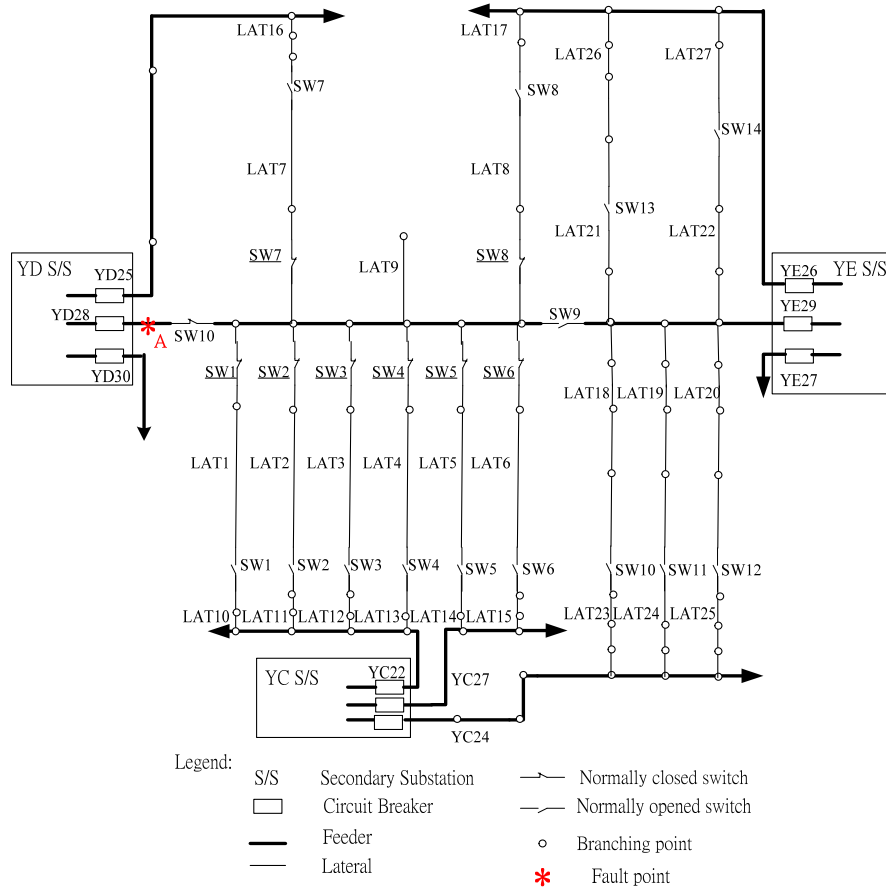 LAT16
LAT17
LAT26
LAT27
SW7
SW8
SW14
LAT7
LAT8
SW13
LAT21
LAT22
SW7
LAT9
SW8
YD S/S
YD25
YD28
YD30
A
SW10
SW9
YE S/S
YE26
YE29
YE27
SW1
SW2
SW3
SW4
SW5
SW6
LAT18
LAT19
LAT20
LAT1
LAT2
LAT3
LAT4
LAT5
LAT6
SW1
SW2
SW3
SW4
SW5
SW6
SW10
SW11
SW12
LAT10
LAT11
LAT12
LAT13
LAT14
LAT15
LAT23
LAT24
LAT25
YC S/S
YC22
YC27
YC24
Legend:
S/S Secondary Substation
Normally closed switch
Circuit Breaker
Normally opened switch
Feeder
Branching point
Lateral
Fault point